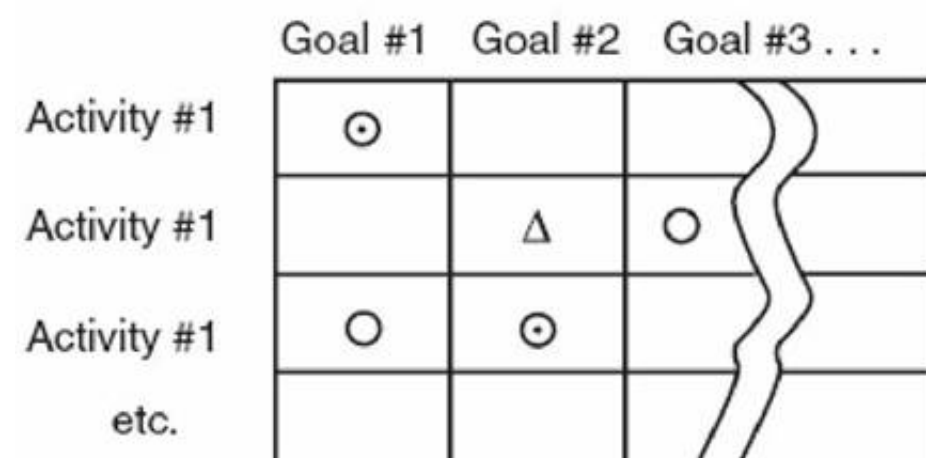 Goal #1 Goal #2 Goal #3 . . .
Activity #1
Activity #1
Activity #1
etc.